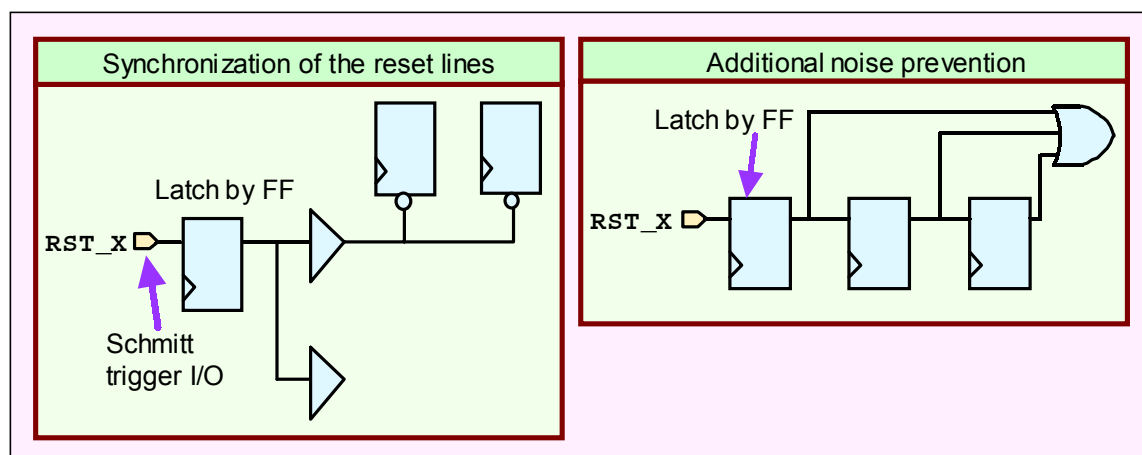 Synchronization of the reset lines
Latch by FF
RST_X
Schmitt
trigger I/O
Additional noise prevention
Latch by FF
RST_X